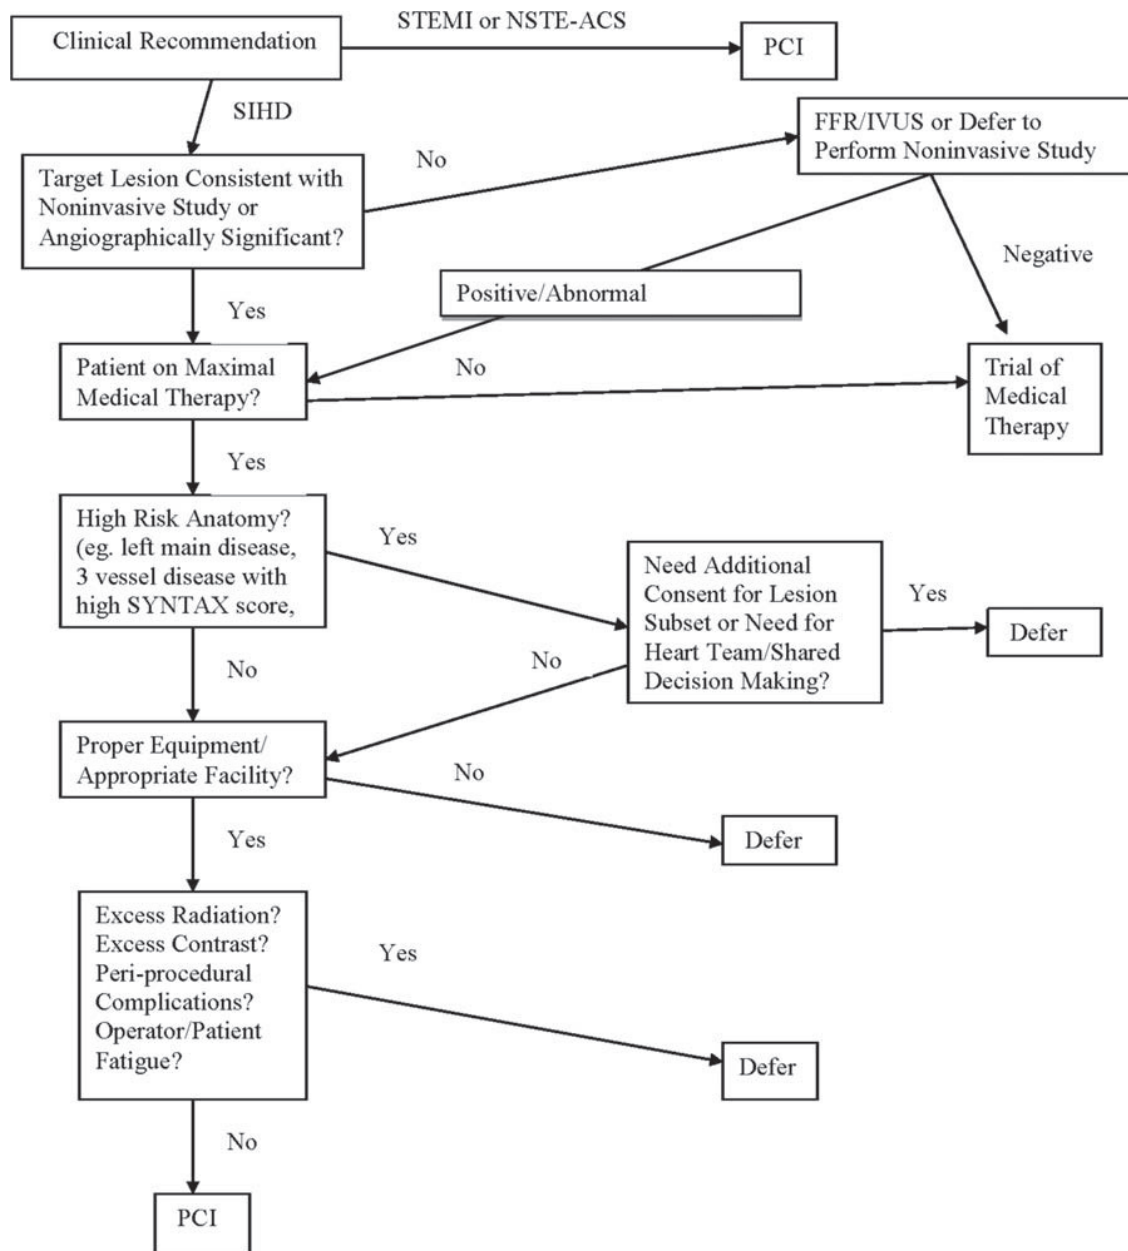 STEMI or NSTE-ACS
Clinical Recommendation
PCI
SIHD
FFR/IVUS or Defer to
Perform Noninvasive Study
No
Target Lesion Consistent with
Noninvasive Study or
Angiographically Significant?
Negative
Positive/Abnormal
Yes
Patient on Maximal
Medical Therapy?
No
Trial of
Medical
Therapy
Yes
High Risk Anatomy?
(eg. left main disease,
3 vessel disease with
high SYNTAX score,
Yes
Need Additional
Consent for Lesion
Subset or Need for
Heart Team/Shared
Decision Making?
Yes
Defer
No
No
Proper Equipment/
Appropriate Facility?
No
Defer
Yes
Excess Radiation?
Excess Contrast?
Peri-procedural
Complications?
Operator/Patient
Fatigue?
Yes
Defer
No
PCI